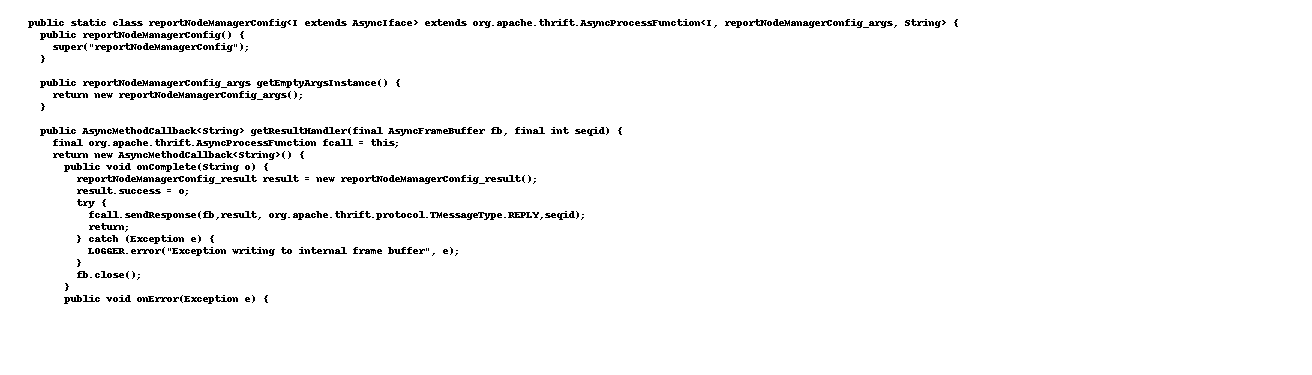 public static class reportNodeManagerConfig<I extends AsyncIface> extends org.apache.thrift.AsyncProcessFunction<I, reportNodeManagerConfig_args, String> {
  public reportNodeManagerConfig() {
    super("reportNodeManagerConfig");
  }

  public reportNodeManagerConfig_args getEmptyArgsInstance() {
    return new reportNodeManagerConfig_args();
  }

  public AsyncMethodCallback<String> getResultHandler(final AsyncFrameBuffer fb, final int seqid) {
    final org.apache.thrift.AsyncProcessFunction fcall = this;
    return new AsyncMethodCallback<String>() {
      public void onComplete(String o) {
        reportNodeManagerConfig_result result = new reportNodeManagerConfig_result();
        result.success = o;
        try {
          fcall.sendResponse(fb,result, org.apache.thrift.protocol.TMessageType.REPLY,seqid);
          return;
        } catch (Exception e) {
          LOGGER.error("Exception writing to internal frame buffer", e);
        }
        fb.close();
      }
      public void onError(Exception e) {